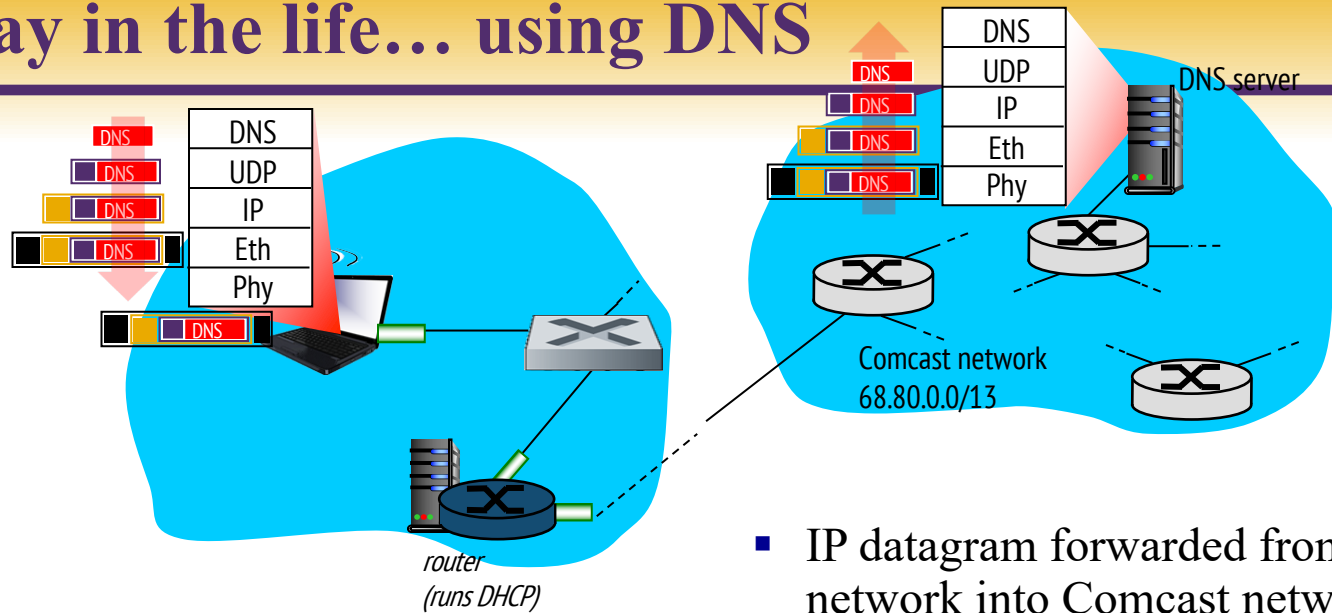 ay in the life… using DNS
DNS
DNS
DNS
DNS
DNS
DNS
UDP
IP
Eth
Phy
DNS
DNS
DNS
DNS
DNS
UDP
IP
Eth
Phy
DNS server
Comcast network
68.80.0.0/13
router
(runs DHCP)
▪ IP datagram forwarded from
network into Comcast netw